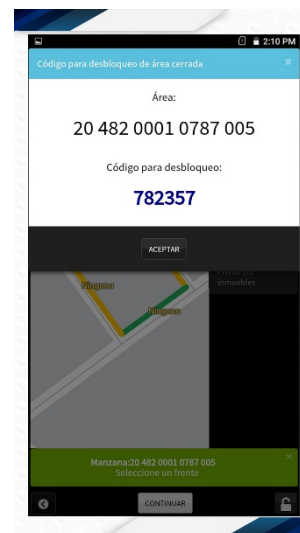 2:10 PM
Código para desbloqueo de área cerrada
×
Área:
20 482 0001 0787 005
Código para desbloqueo:
782357
ACEPTAR
Frente sin
inmuebles
Ninguno
Ninguno
Manzana:20 482 0001 0787 005
×
Seleccione un frente
CONTINUAR